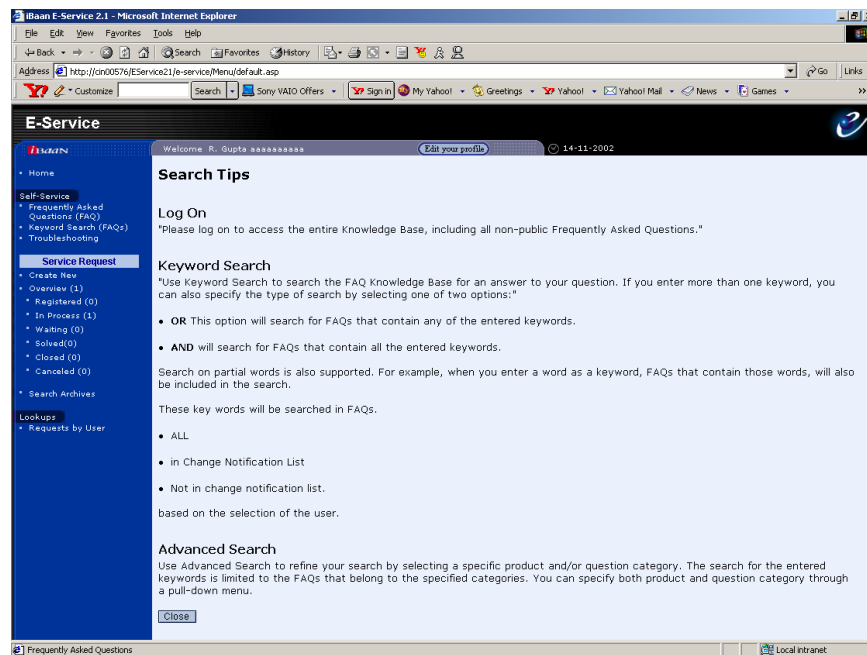 iBaan E-Service 2.1 - Microsoft Internet Explorer
File Edit View Favorites Tools Help
Back Search Favorites History
Address http://cin00576/EService21/e-service/Menu/default.asp Go Links
Y! Customize Search Sony VAIO Offers Y! Sign in My Yahoo! Greetings Yahoo! Yahoo! Mail News Games »
E-Service
iBaan Welcome R. Gupta aaaaaaaaaa Edit your profile 14-11-2002
Home
Self-Service
Frequently Asked
Questions (FAQ)
Keyword Search (FAQs)
Troubleshooting
Service Request
Create New
Overview (1)
* Registered (0)
* In Process (1)
* Waiting (0)
* Solved(0)
* Closed (0)
* Canceled (0)
* Search Archives
Lookups
Requests by User
Search Tips
Log On
"Please log on to access the entire Knowledge Base, including all non-public Frequently Asked Questions."
Keyword Search
"Use Keyword Search to search the FAQ Knowledge Base for an answer to your question. If you enter more than one keyword, you
can also specify the type of search by selecting one of two options:"
• OR This option will search for FAQs that contain any of the entered keywords.
• AND will search for FAQs that contain all the entered keywords.
Search on partial words is also supported. For example, when you enter a word as a keyword, FAQs that contain those words, will also
be included in the search.
These key words will be searched in FAQs.
• ALL
• in Change Notification List
• Not in change notification list.
based on the selection of the user.
Advanced Search
Use Advanced Search to refine your search by selecting a specific product and/or question category. The search for the entered
keywords is limited to the FAQs that belong to the specified categories. You can specify both product and question category through
a pull-down menu.
Close
Frequently Asked Questions Local intranet